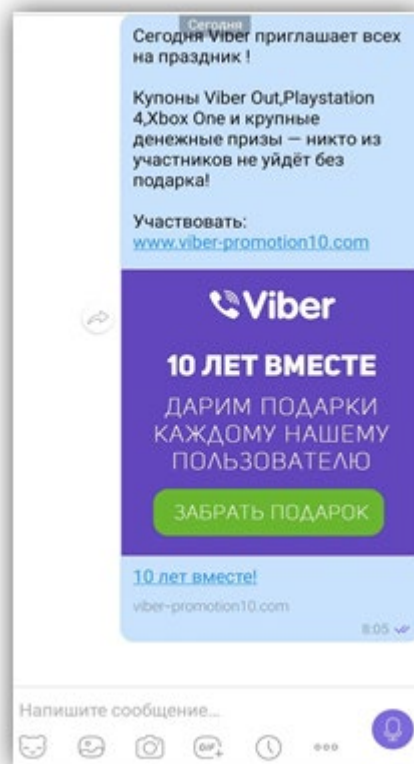 Сегодня
Сегодня Viber приглашает всех
на праздник !
Купоны Viber Out,Playstation
4,Xbox One и крупные
денежные призы — никто из
участников не уйдёт без
подарка!
Участвовать:
www.viber-promotion10.com
Viber
10 ЛЕТ ВМЕСТЕ
ДАРИМ ПОДАРКИ
КАЖДОМУ НАШЕМУ
ПОЛЬЗОВАТЕЛЮ
ЗАБРАТЬ ПОДАРОК
10 лет вместе!
viber-promotion10.com
8:05
Напишите сообщение...
GIF